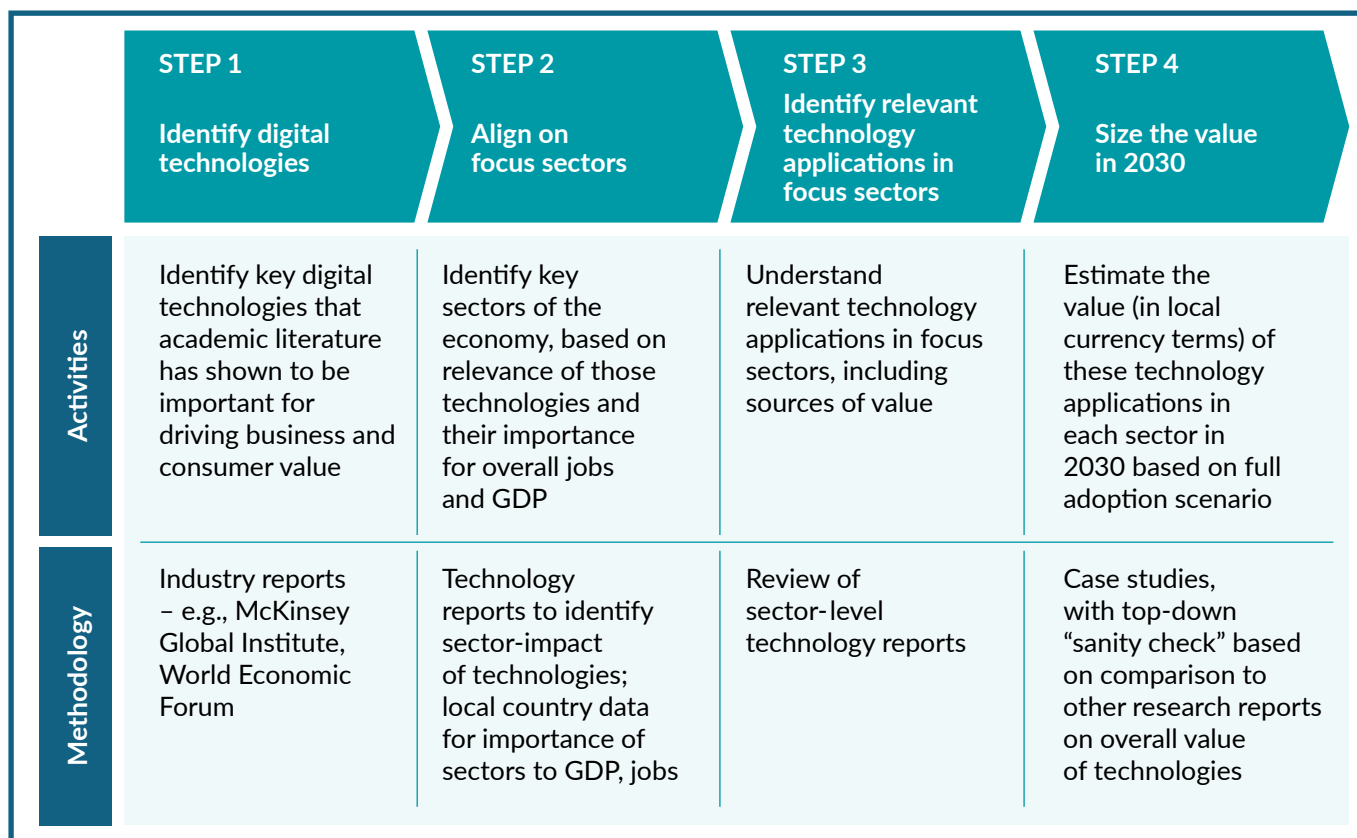 STEP 1
Identify digital
technologies
STEP 2
Align on
focus sectors
STEP 3
Identify relevant
technology
applications in
focus sectors
STEP 4
Size the value
in 2030
Activities
Identify key digital
technologies that
academic literature
has shown to be
important for
driving business and
consumer value
Identify key
sectors of the
economy, based on
relevance of those
technologies and
their importance
for overall jobs
and GDP
Understand
relevant technology
applications in focus
sectors, including
sources of value
Estimate the
value (in local
currency terms) of
these technology
applications in
each sector in
2030 based on full
adoption scenario
Methodology
Industry reports
– e.g., McKinsey
Global Institute,
World Economic
Forum
Technology
reports to identify
sector-impact
of technologies;
local country data
for importance of
sectors to GDP, jobs
Review of
sector-level
technology reports
Case studies,
with top-down
“sanity check” based
on comparison to
other research reports
on overall value
of technologies